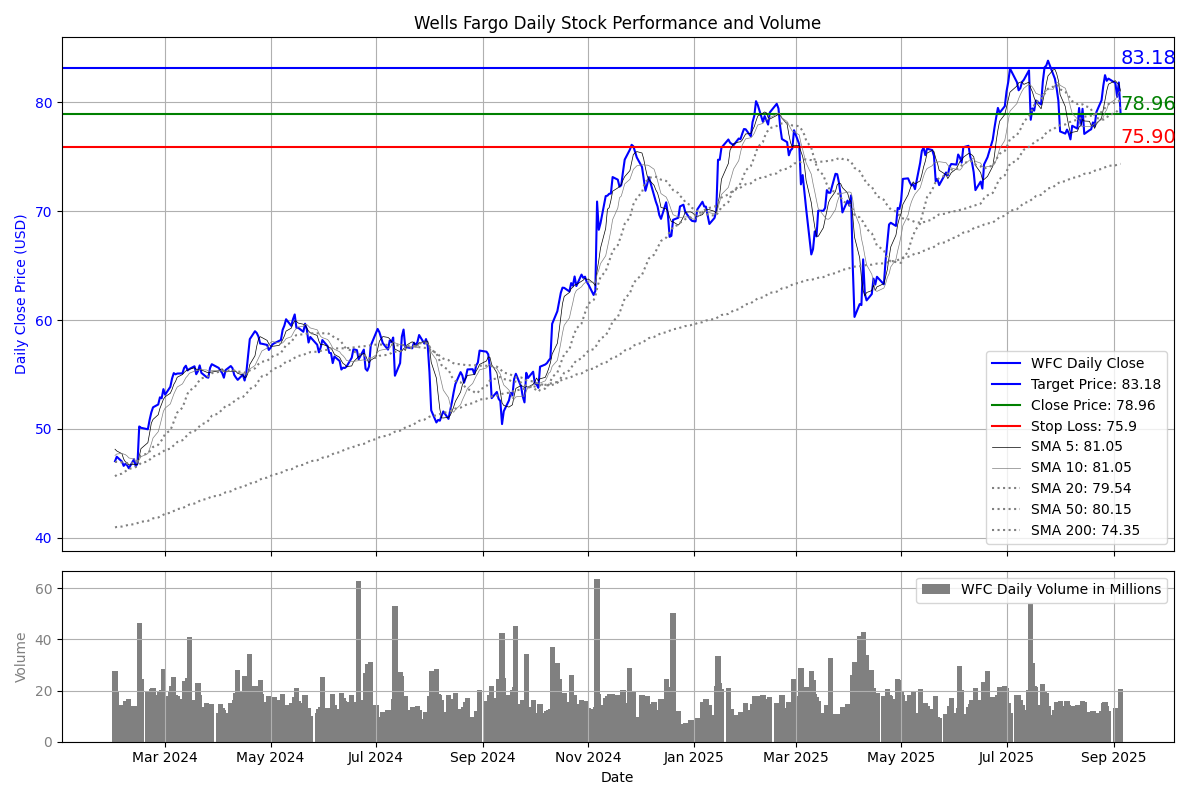 Wells Fargo Daily Stock Performance and Volume
83.18
78.96
75.90
80
70
60
50
40
Daily Close Price (USD)
WFC Daily Close
Target Price: 83.18
Close Price: 78.96
Stop Loss: 75.9
SMA 5: 81.05
SMA 10: 81.05
SMA 20: 79.54
SMA 50: 80.15
SMA 200: 74.35
60
40
20
0
Volume
WFC Daily Volume in Millions
Mar 2024 May 2024 Jul 2024 Sep 2024 Nov 2024 Jan 2025 Mar 2025 May 2025 Jul 2025 Sep 2025
Date